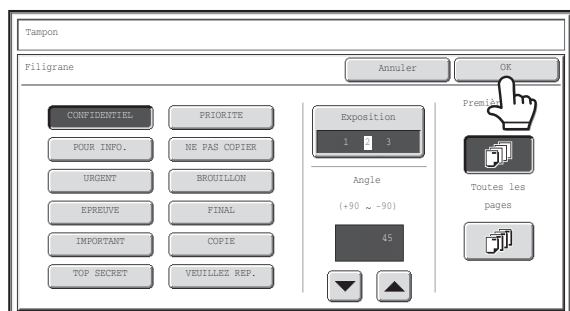 Tampon
Filigrane
Annuler
OK
CONFIDENTIEL
PRIORITE
POUR INFO.
NE PAS COPIER
URGENT
BROUILLON
EPREUVE
FINAL
IMPORTANT
COPIE
TOP SECRET
VEUILLEZ REP.
Exposition
1 2 3
Angle
(+90 ~ -90)
45
Toutes les
pages